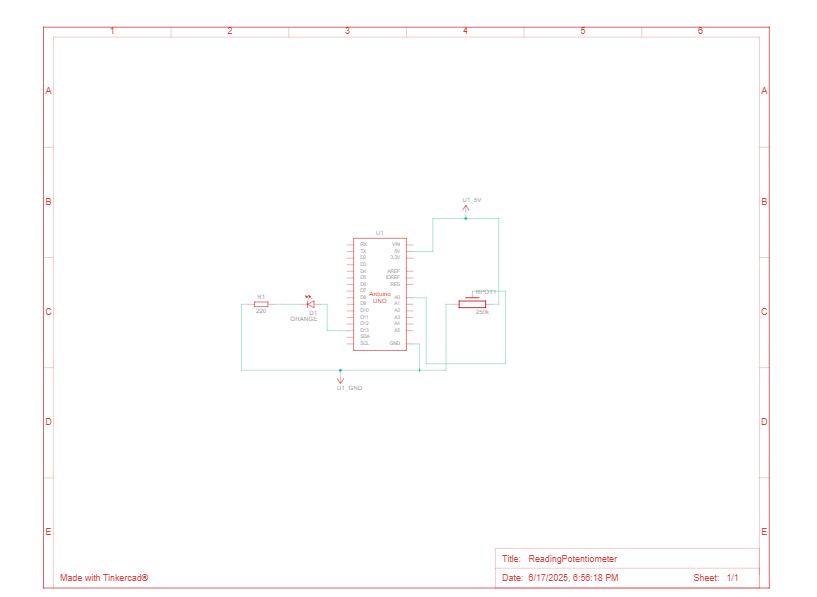 1 2 3 4 5 6
A A
B B
U1_5V
U1
RX VIN
TX 5V
D2 3.3V
D3
D4 AREF
D5 IOREF
D6 RES
D7
D8 A0
D9 A1
D10 A2
D11 A3
D12 A4
D13 A5
SDA
SCL GND
Arduino
UNO
R1
220
D1
ORANGE
RPOT1
250k
C C
U1_GND
D D
E E
Title: ReadingPotentiometer
Made with Tinkercad®
Date: 6/17/2025, 6:56:18 PM Sheet: 1/1